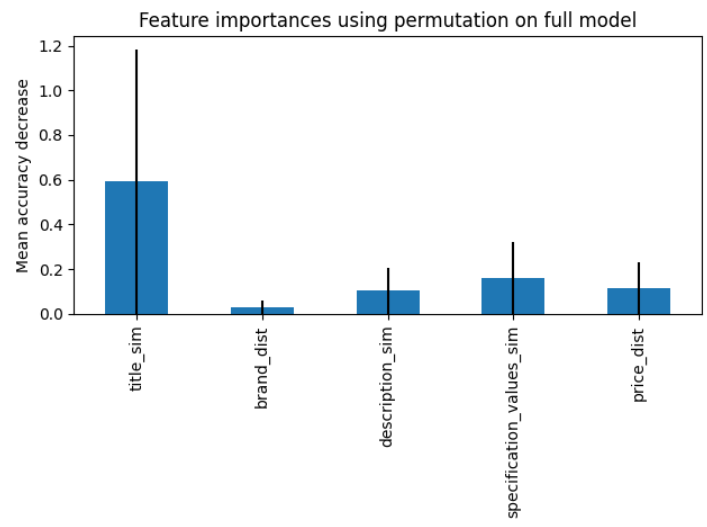 Feature importances using permutation on full model
Mean accuracy decrease
1.2
1.0
0.8
0.6
0.4
0.2
0.0
title_sim
brand_dist
description_sim
specification_values_sim
price_dist